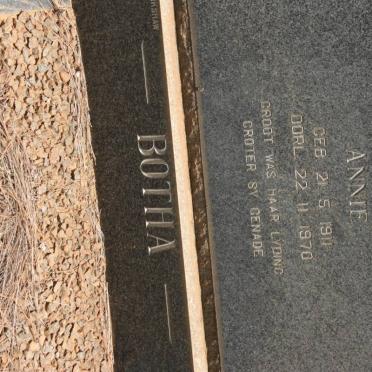 ANNIE
GEB. 21. 5. 1911
OORL. 22. 11. 1970
GROOT WAS HAAR LYDING
GROTER SY GENADE
BOTHA